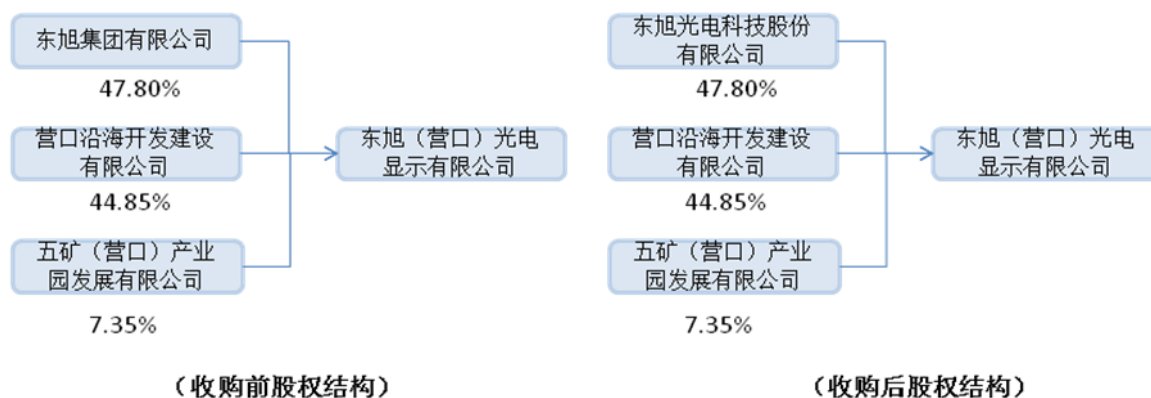 东旭集团有限公司
47.80%
营口沿海开发建设
有限公司
44.85%
五矿（营口）产业
园发展有限公司
7.35%
东旭（营口）光电
显示有限公司
（收购前股权结构）
东旭光电科技股份
有限公司
47.80%
营口沿海开发建设
有限公司
44.85%
五矿（营口）产业
园发展有限公司
7.35%
东旭（营口）光电
显示有限公司
（收购后股权结构）